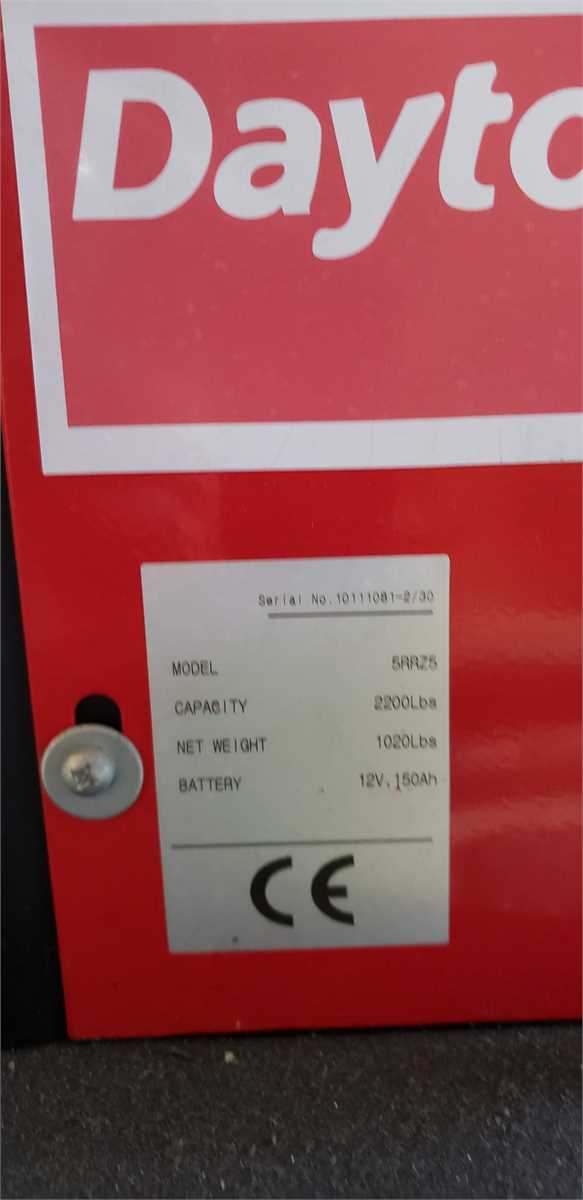 Dayto
Serial No.10111081-2/30
MODEL 5RRZ5
CAPACITY 2200Lbs
NET WEIGHT 1020Lbs
BATTERY 12V.150Ah
CE